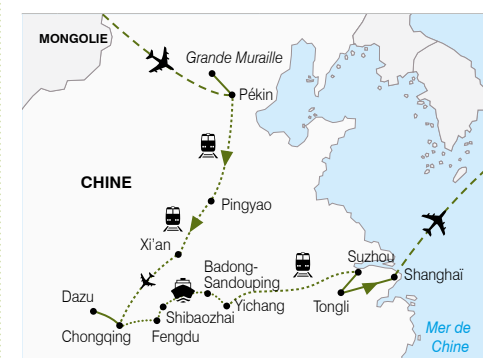 MONGOLIE
Grande Muraille
Pékin
CHINE
Pingyao
Xi'an
Suzhou
Badong-
Sandouping
Shanghaï
Dazu
Yichang
Tongli
Shibaozhai
Chongqing
Fengdu
Mer de
Chine